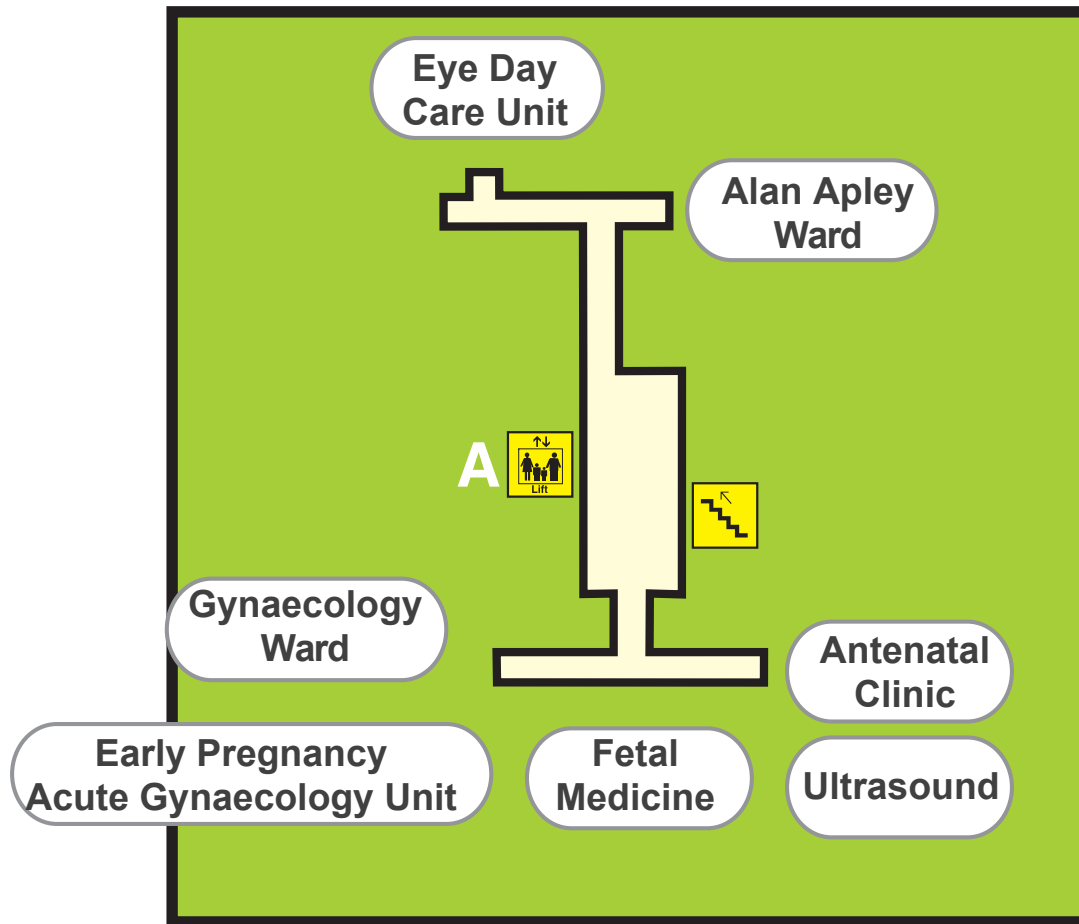 Eye Day
Care Unit
Alan Apley
Ward
A
Lift
Gynaecology
Ward
Antenatal
Clinic
Early Pregnancy
Acute Gynaecology Unit
Fetal
Medicine
Ultrasound